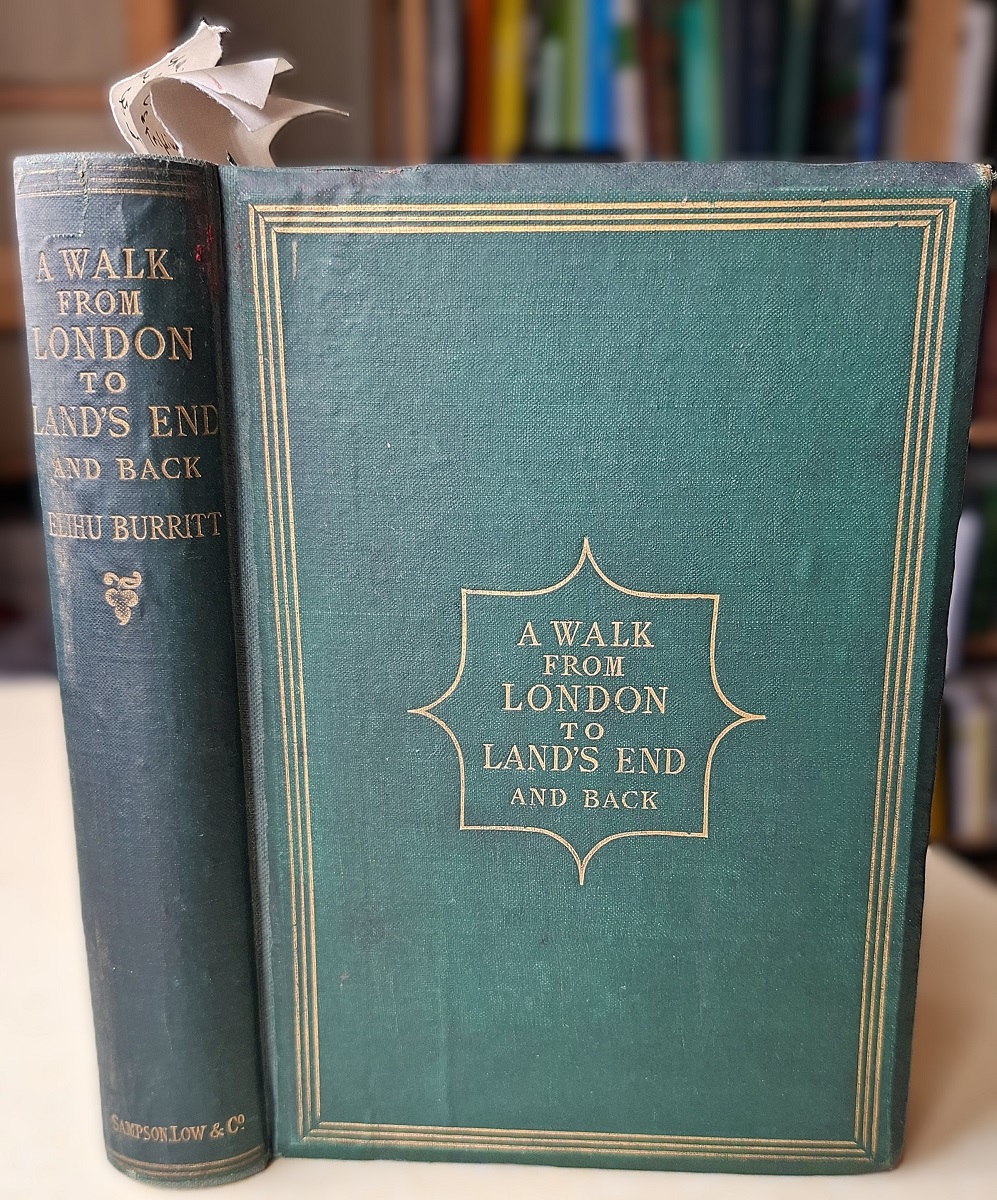 A WALK
FROM
LONDON
TO
LAND'S END
AND BACK
ELIHU BURRITT
SAMPSON.LOW & Cº.
A WALK
FROM
LONDON
TO
LAND'S END
AND BACK